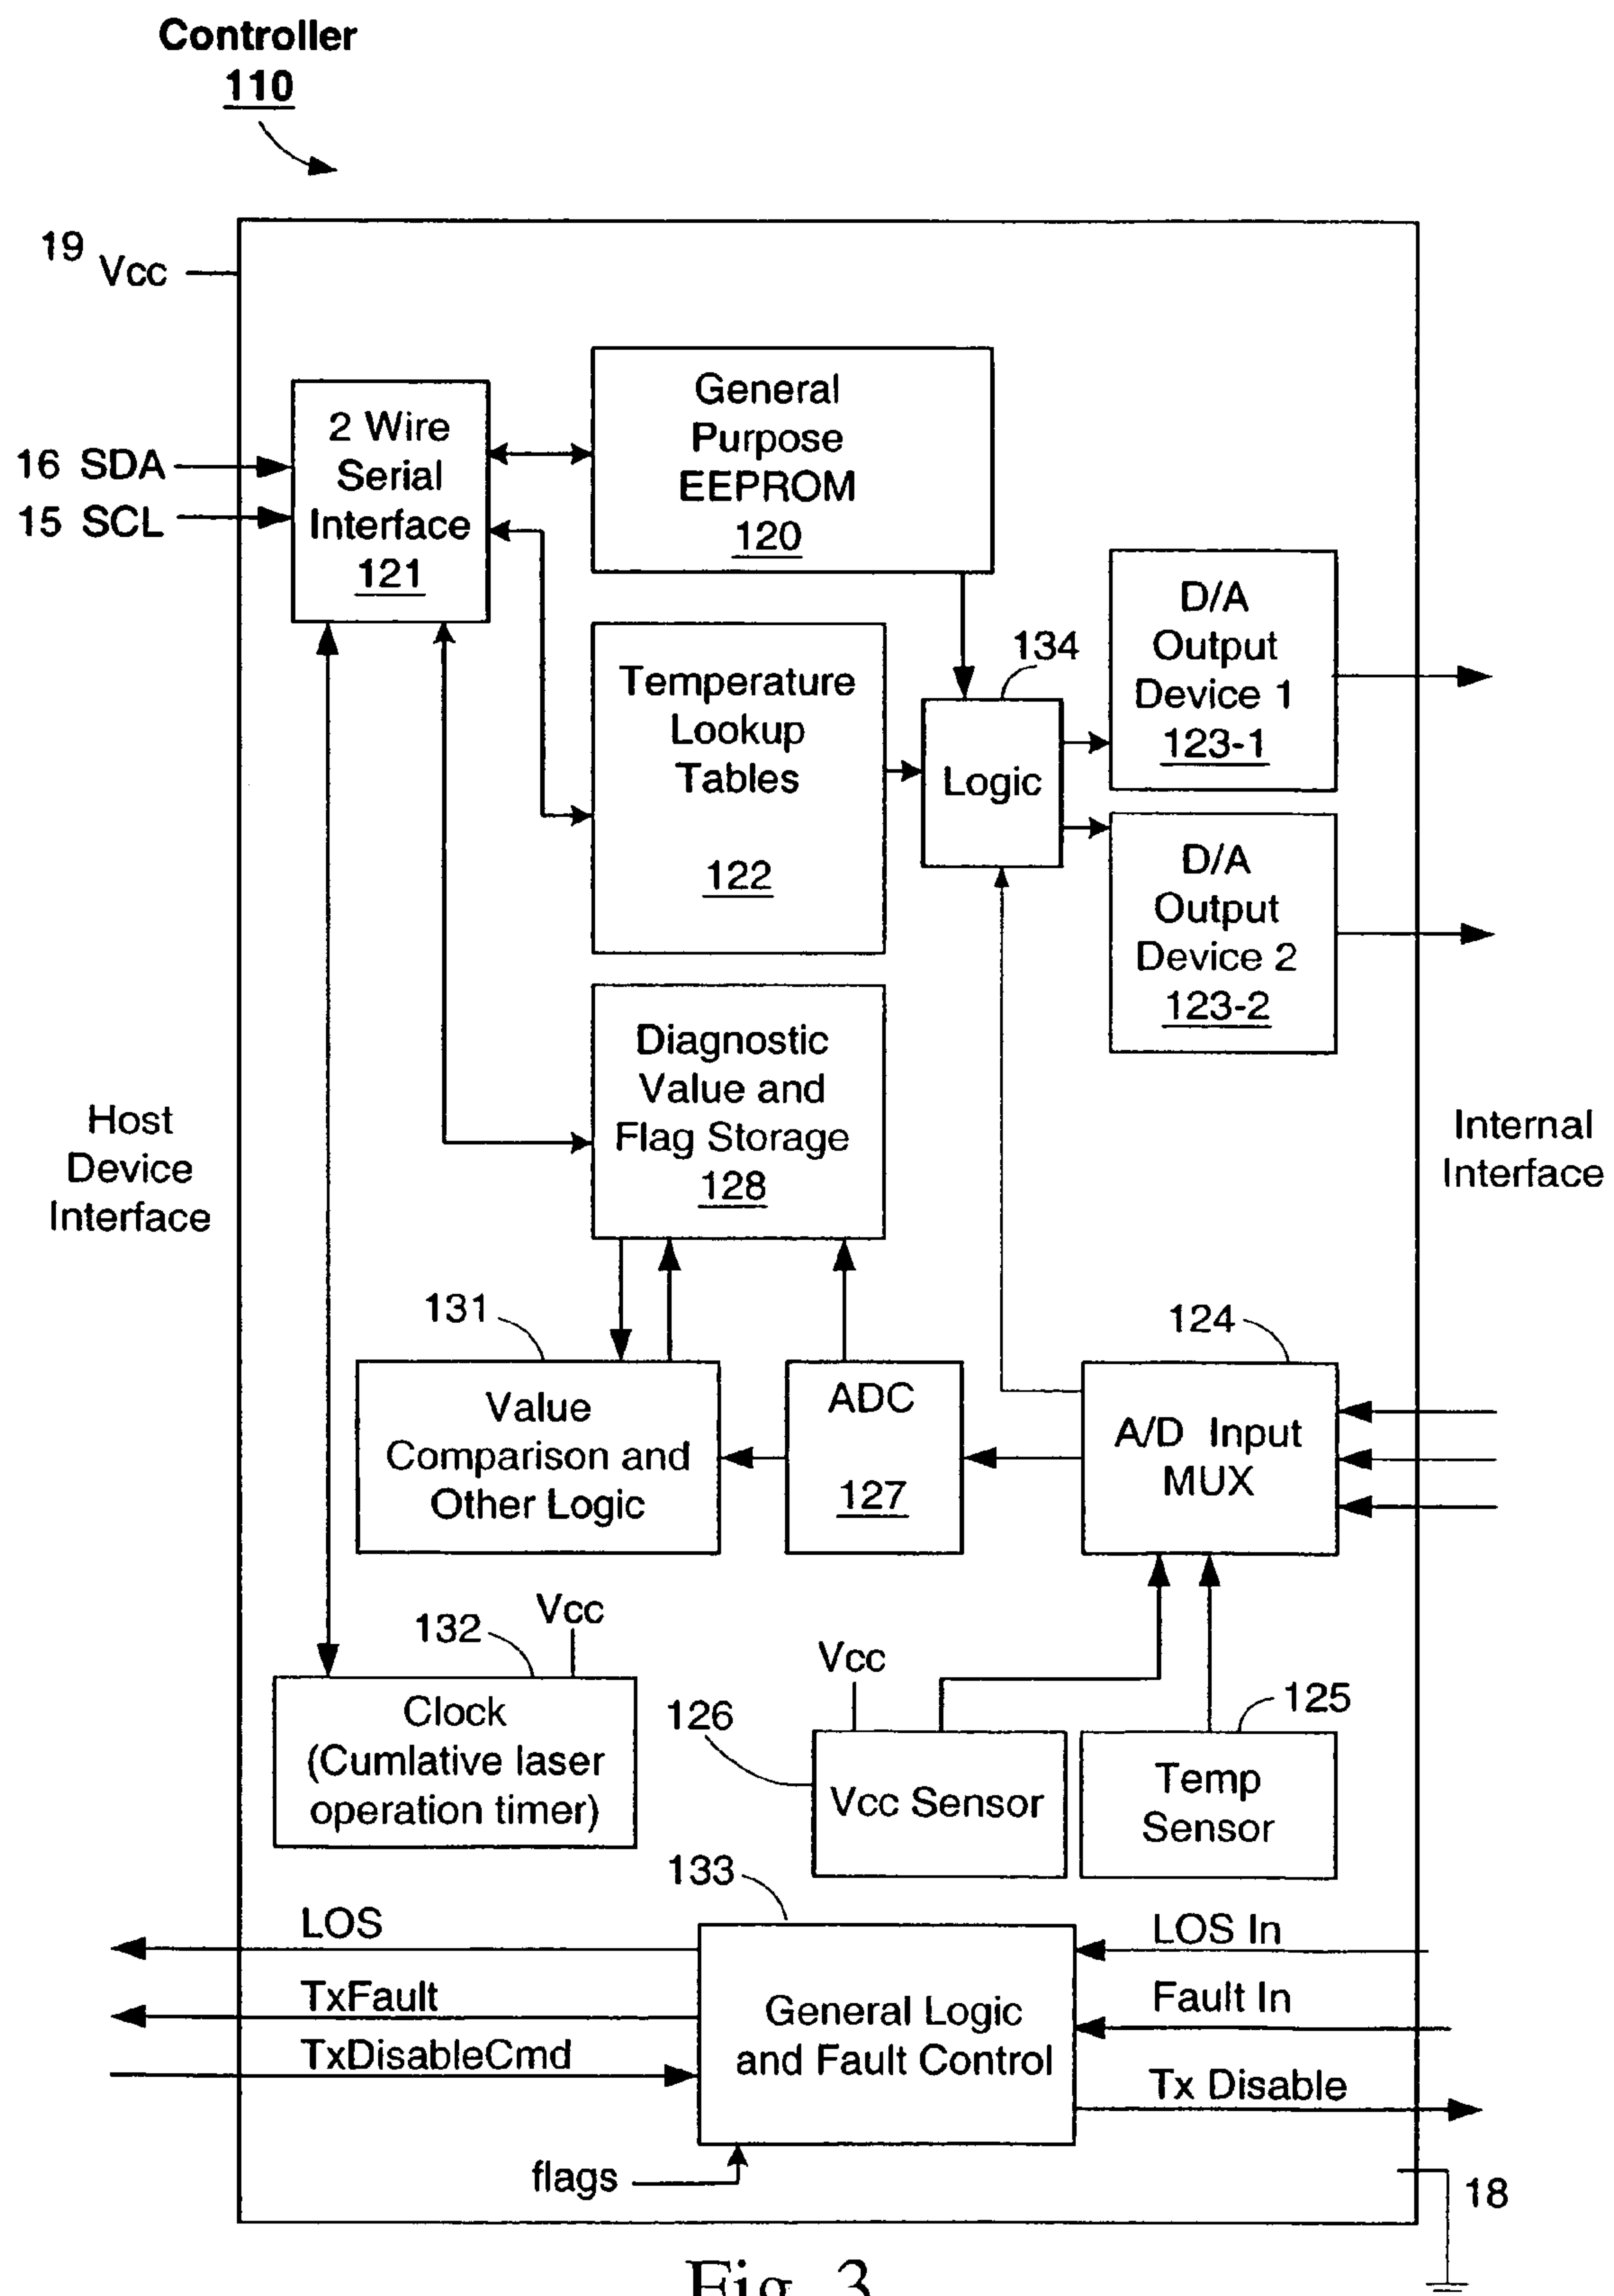 Controller
110
19
Vcc
16 SDA
15 SCL
2 Wire
Serial
Interface
121
General
Purpose
EEPROM
120
Temperature
Lookup
Tables
122
134
Logic
D/A
Output
Device 1
123-1
D/A
Output
Device 2
123-2
Diagnostic
Value and
Flag Storage
128
Host
Device
Interface
Internal
Interface
131
Value
Comparison and
Other Logic
ADC
127
124
A/D Input
MUX
132
Vcc
Clock
(Cumlative laser
operation timer)
Vcc
126
Vcc Sensor
125
Temp
Sensor
133
General Logic
and Fault Control
LOS
TxFault
TxDisableCmd
LOS In
Fault In
Tx Disable
flags
18
Fig. 3